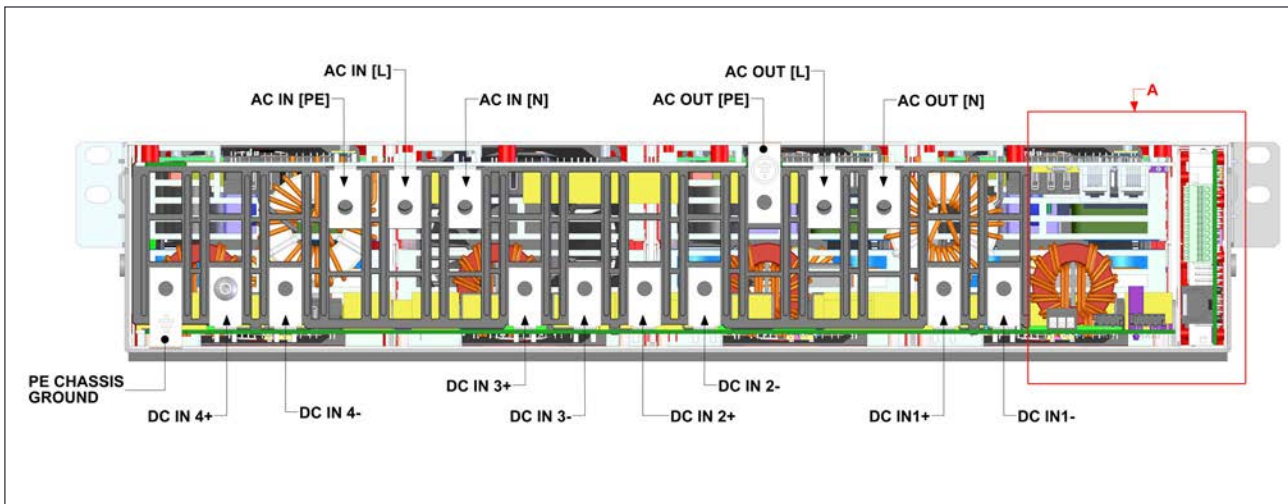 AC IN [L]
AC OUT [L]
A
AC IN [PE]
AC IN [N]
AC OUT [PE]
AC OUT [N]
PE CHASSIS
GROUND
DC IN 4+
DC IN 4-
DC IN 3+
DC IN 3-
DC IN 2+
DC IN 2-
DC IN1+
DC IN1-